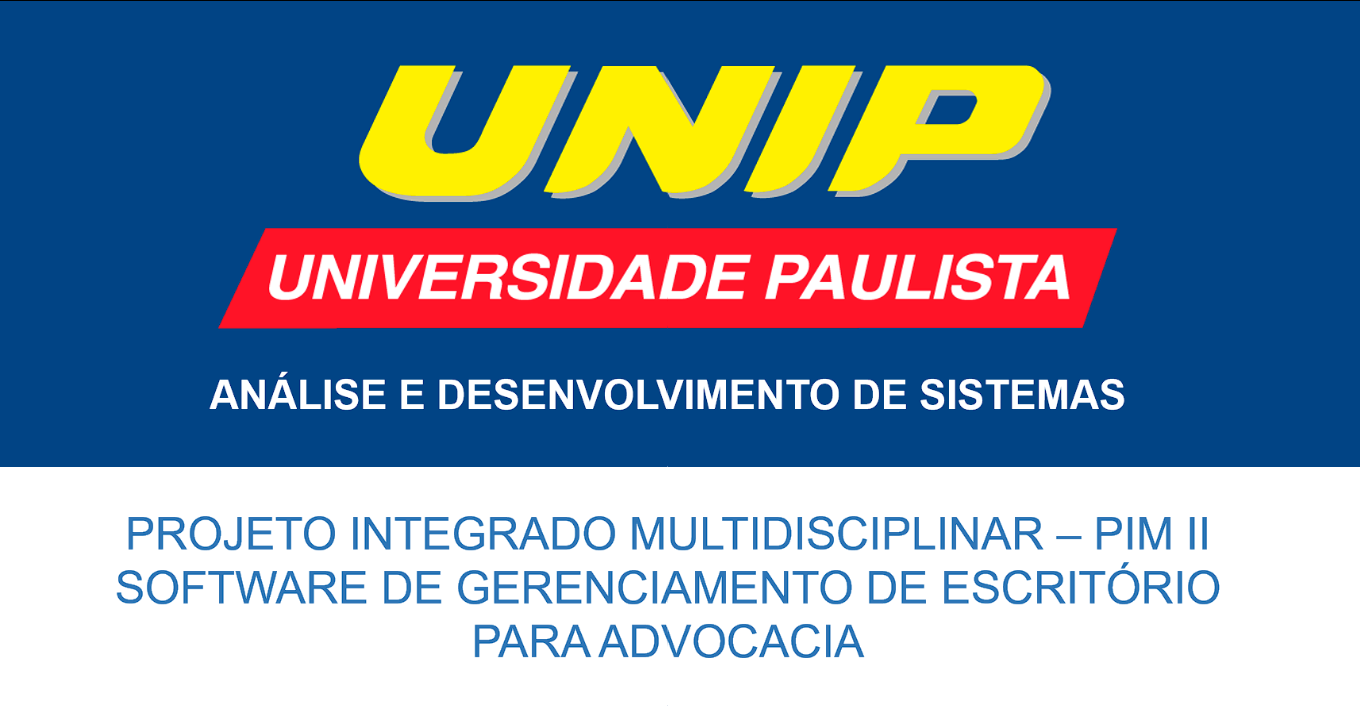 UNIP
UNIVERSIDADE PAULISTA
ANÁLISE E DESENVOLVIMENTO DE SISTEMAS
PROJETO INTEGRADO MULTIDISCIPLINAR – PIM II
SOFTWARE DE GERENCIAMENTO DE ESCRITÓRIO
PARA ADVOCACIA